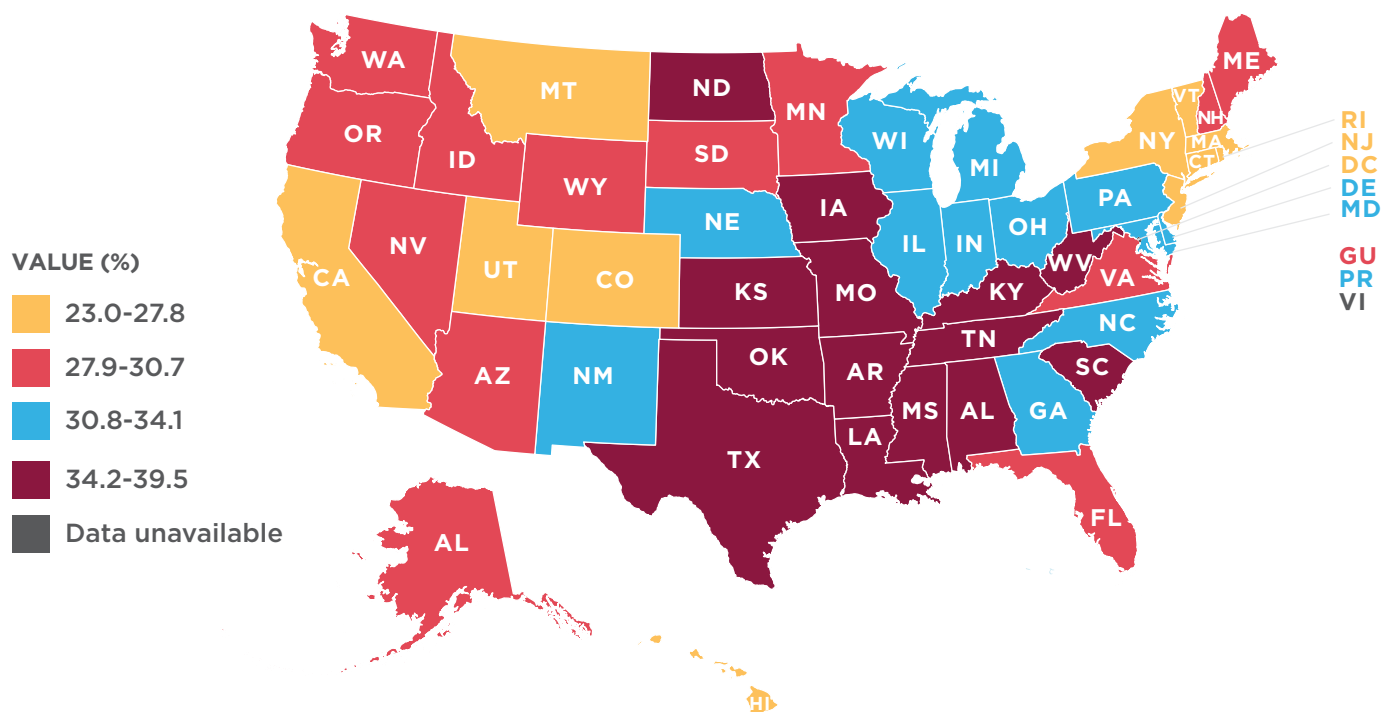 WA
MT
ND
MN
ME
VT
NH
OR
ID
SD
WI
MI
NY
MA
CT
RI
NJ
DC
DE
MD
WY
IA
NE
PA
IL
IN
OH
NV
UT
CO
CA
KS
MO
KY
WV
VA
GU
PR
VI
VALUE (%)
23.0-27.8
27.9-30.7
30.8-34.1
34.2-39.5
Data unavailable
AZ
NM
OK
AR
TN
NC
SC
MS
AL
GA
LA
TX
FL
AL
HI